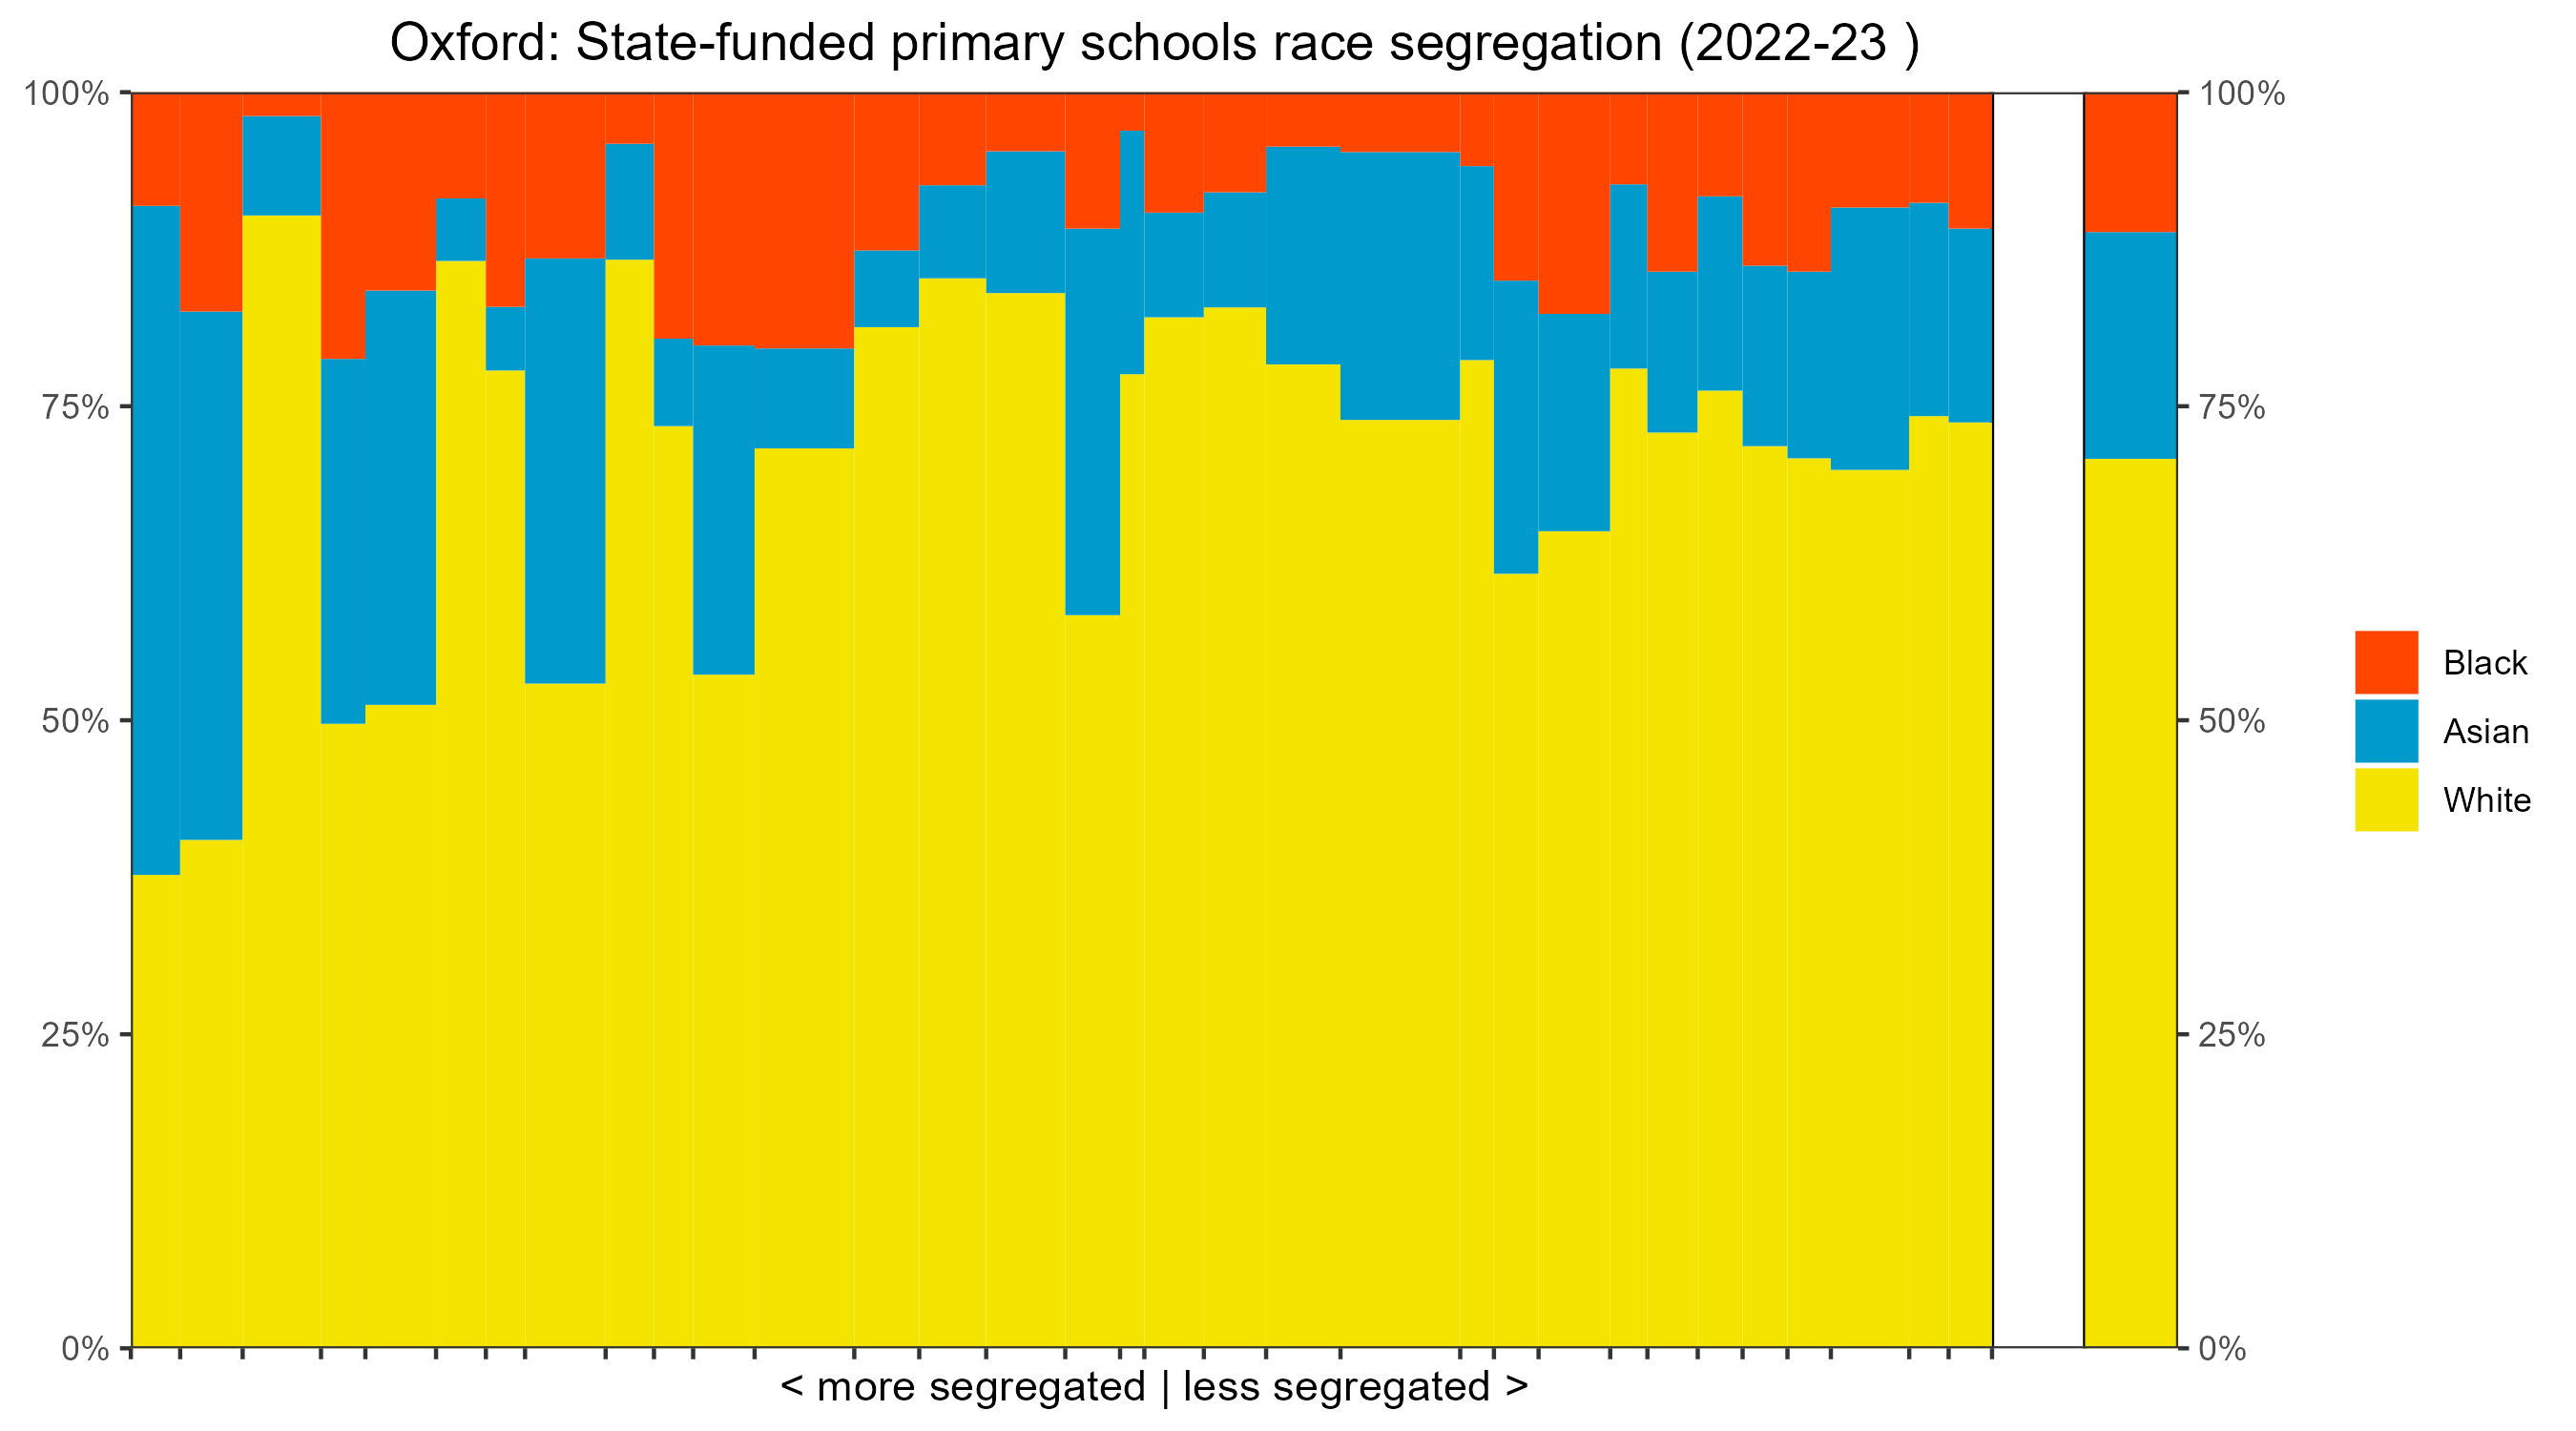 Oxford: State-funded primary schools race segregation (2022-23 )
100%
75%
50%
25%
0%
100%
75%
50%
25%
0%
Black
Asian
White
< more segregated | less segregated >